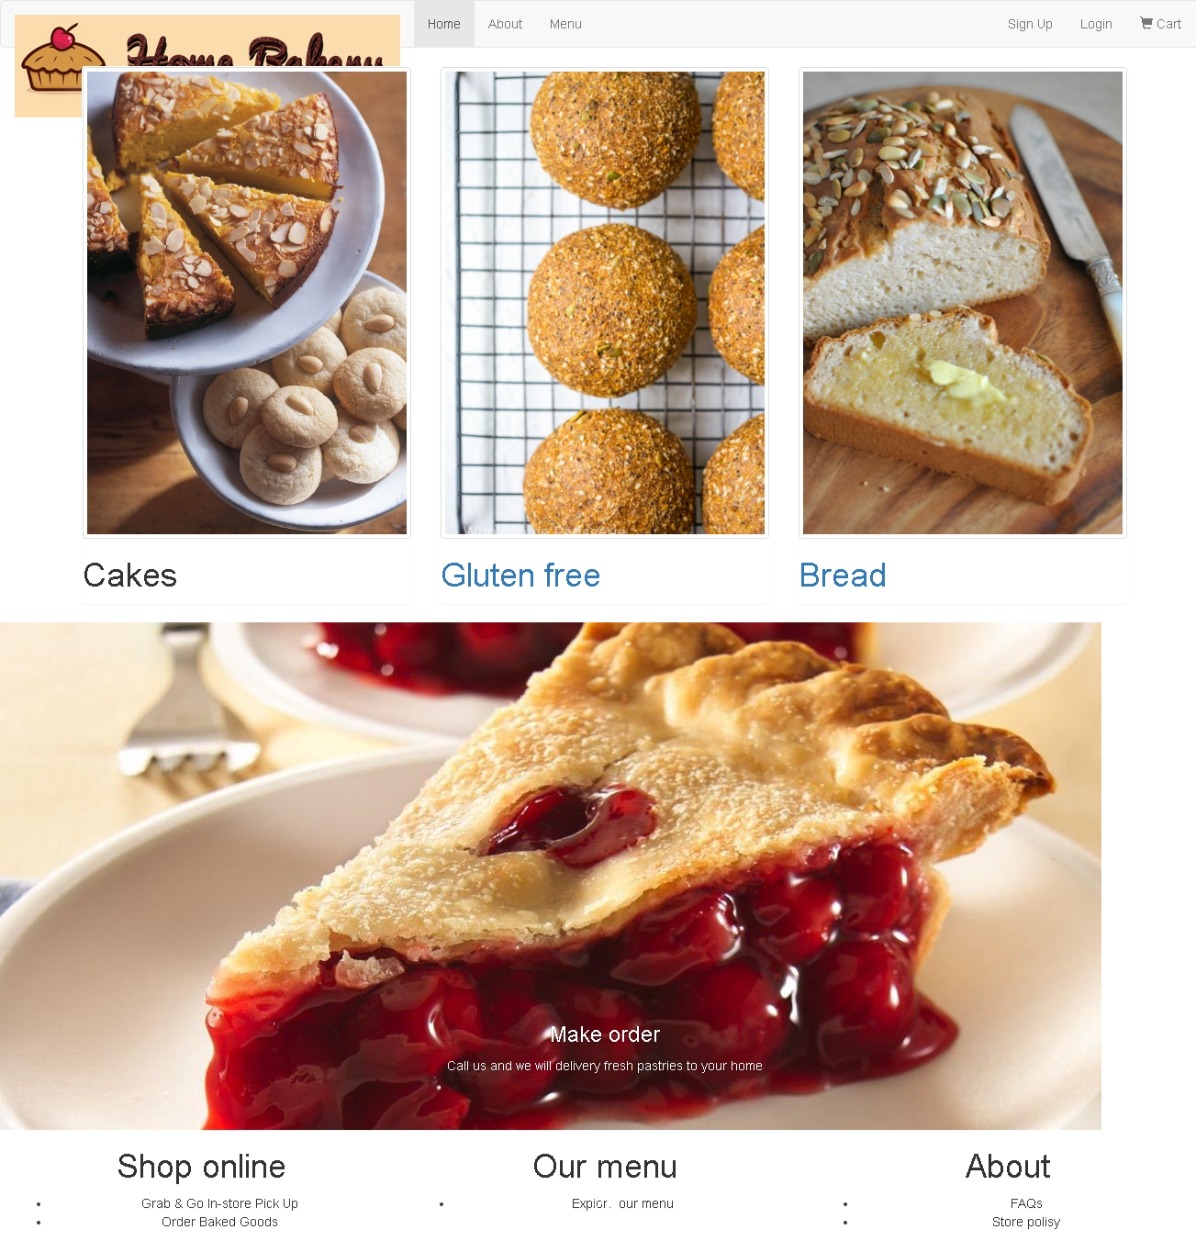 Home Bakery
Home About Menu Sign Up Login Cart
Cakes Gluten free Bread
Make order
Call us and we will delivery fresh pastries to your home
Shop online Our menu About
Grab & Go In-store Pick Up our menu FAQs
Order Baked Goods Store polisy